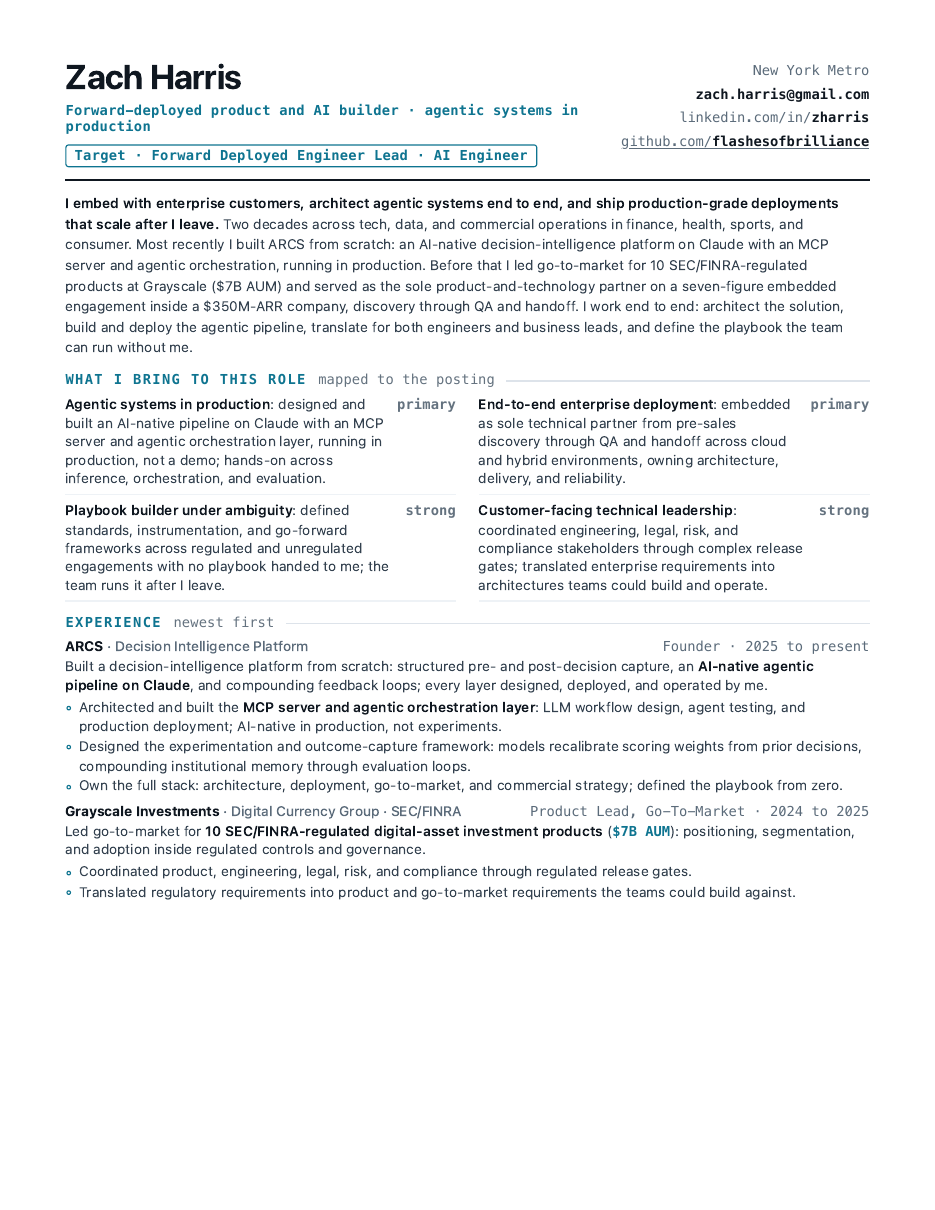 Zach Harris
Forward-deployed product and AI builder · agentic systems in
production
Target · Forward Deployed Engineer Lead · AI Engineer
New York Metro
zach.harris@gmail.com
linkedin.com/in/zharris
github.com/flashesofbrilliance
I embed with enterprise customers, architect agentic systems end to end, and ship production-grade deployments
that scale after I leave. Two decades across tech, data, and commercial operations in finance, health, sports, and
consumer. Most recently I built ARCS from scratch: an AI-native decision-intelligence platform on Claude with an MCP
server and agentic orchestration, running in production. Before that I led go-to-market for 10 SEC/FINRA-regulated
products at Grayscale ($7B AUM) and served as the sole product-and-technology partner on a seven-figure embedded
engagement inside a $350M-ARR company, discovery through QA and handoff. I work end to end: architect the solution,
build and deploy the agentic pipeline, translate for both engineers and business leads, and define the playbook the team
can run without me.
WHAT I BRING TO THIS ROLE mapped to the posting
Agentic systems in production: designed and primary
built an AI-native pipeline on Claude with an MCP
server and agentic orchestration layer, running in
production, not a demo; hands-on across
inference, orchestration, and evaluation.
End-to-end enterprise deployment: embedded primary
as sole technical partner from pre-sales
discovery through QA and handoff across cloud
and hybrid environments, owning architecture,
delivery, and reliability.
Playbook builder under ambiguity: defined strong
standards, instrumentation, and go-forward
frameworks across regulated and unregulated
engagements with no playbook handed to me; the
team runs it after I leave.
Customer-facing technical leadership: strong
coordinated engineering, legal, risk, and
compliance stakeholders through complex release
gates; translated enterprise requirements into
architectures teams could build and operate.
EXPERIENCE newest first
ARCS · Decision Intelligence Platform Founder · 2025 to present
Built a decision-intelligence platform from scratch: structured pre- and post-decision capture, an AI-native agentic
pipeline on Claude, and compounding feedback loops; every layer designed, deployed, and operated by me.
Architected and built the MCP server and agentic orchestration layer: LLM workflow design, agent testing, and
production deployment; AI-native in production, not experiments.
Designed the experimentation and outcome-capture framework: models recalibrate scoring weights from prior decisions,
compounding institutional memory through evaluation loops.
Own the full stack: architecture, deployment, go-to-market, and commercial strategy; defined the playbook from zero.
Grayscale Investments · Digital Currency Group · SEC/FINRA Product Lead, Go-To-Market · 2024 to 2025
Led go-to-market for 10 SEC/FINRA-regulated digital-asset investment products ($7B AUM): positioning, segmentation,
and adoption inside regulated controls and governance.
Coordinated product, engineering, legal, risk, and compliance through regulated release gates.
Translated regulatory requirements into product and go-to-market requirements the teams could build against.